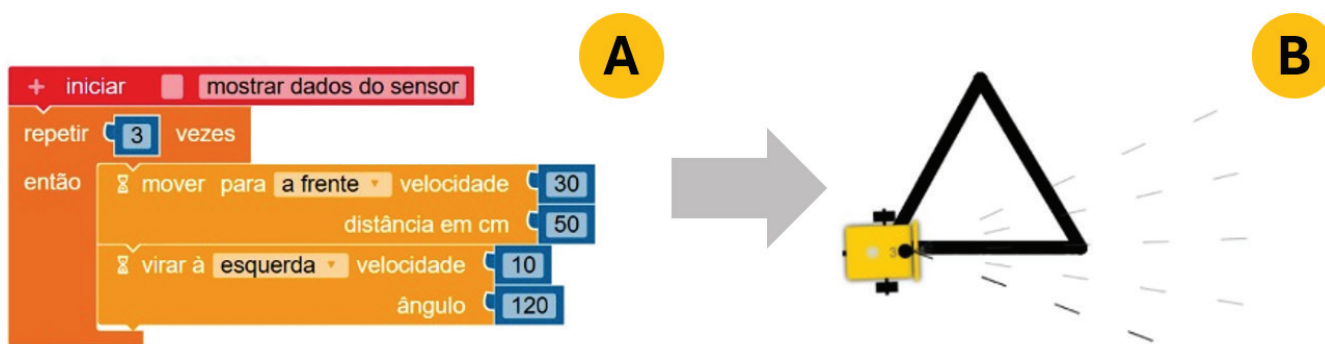 A
B
+ iniciar mostrar dados do sensor
repetir 3 vezes
então mover para a frente velocidade 30
distância em cm 50
virar à esquerda velocidade 10
ângulo 120
3